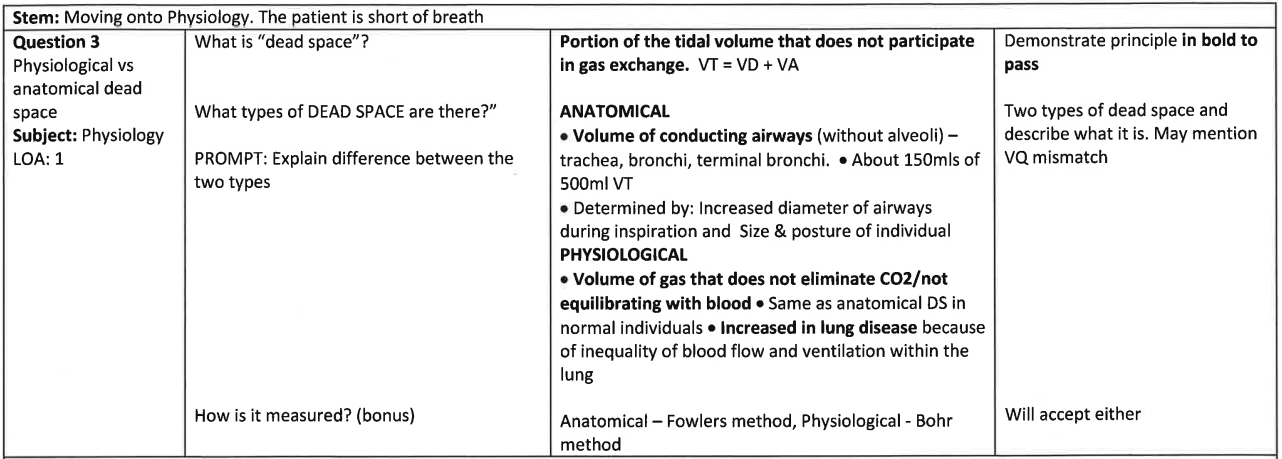 Stem: Moving onto Physiology. The patient is short of breath
Question 3
Physiological vs
anatomical dead
space
Subject: Physiology
LOA: 1
What is “dead space”?
What types of DEAD SPACE are there?”
PROMPT: Explain difference between the
two types
How is it measured? (bonus)
Portion of the tidal volume that does not participate
in gas exchange. VT = VD + VA
ANATOMICAL
• Volume of conducting airways (without alveoli) –
trachea, bronchi, terminal bronchi. • About 150mls of
500ml VT
• Determined by: Increased diameter of airways
during inspiration and Size & posture of individual
PHYSIOLOGICAL
• Volume of gas that does not eliminate CO2/not
equilibrating with blood • Same as anatomical DS in
normal individuals • Increased in lung disease because
of inequality of blood flow and ventilation within the
lung
Anatomical – Fowlers method, Physiological - Bohr
method
Demonstrate principle in bold to
pass
Two types of dead space and
describe what it is. May mention
VQ mismatch
Will accept either